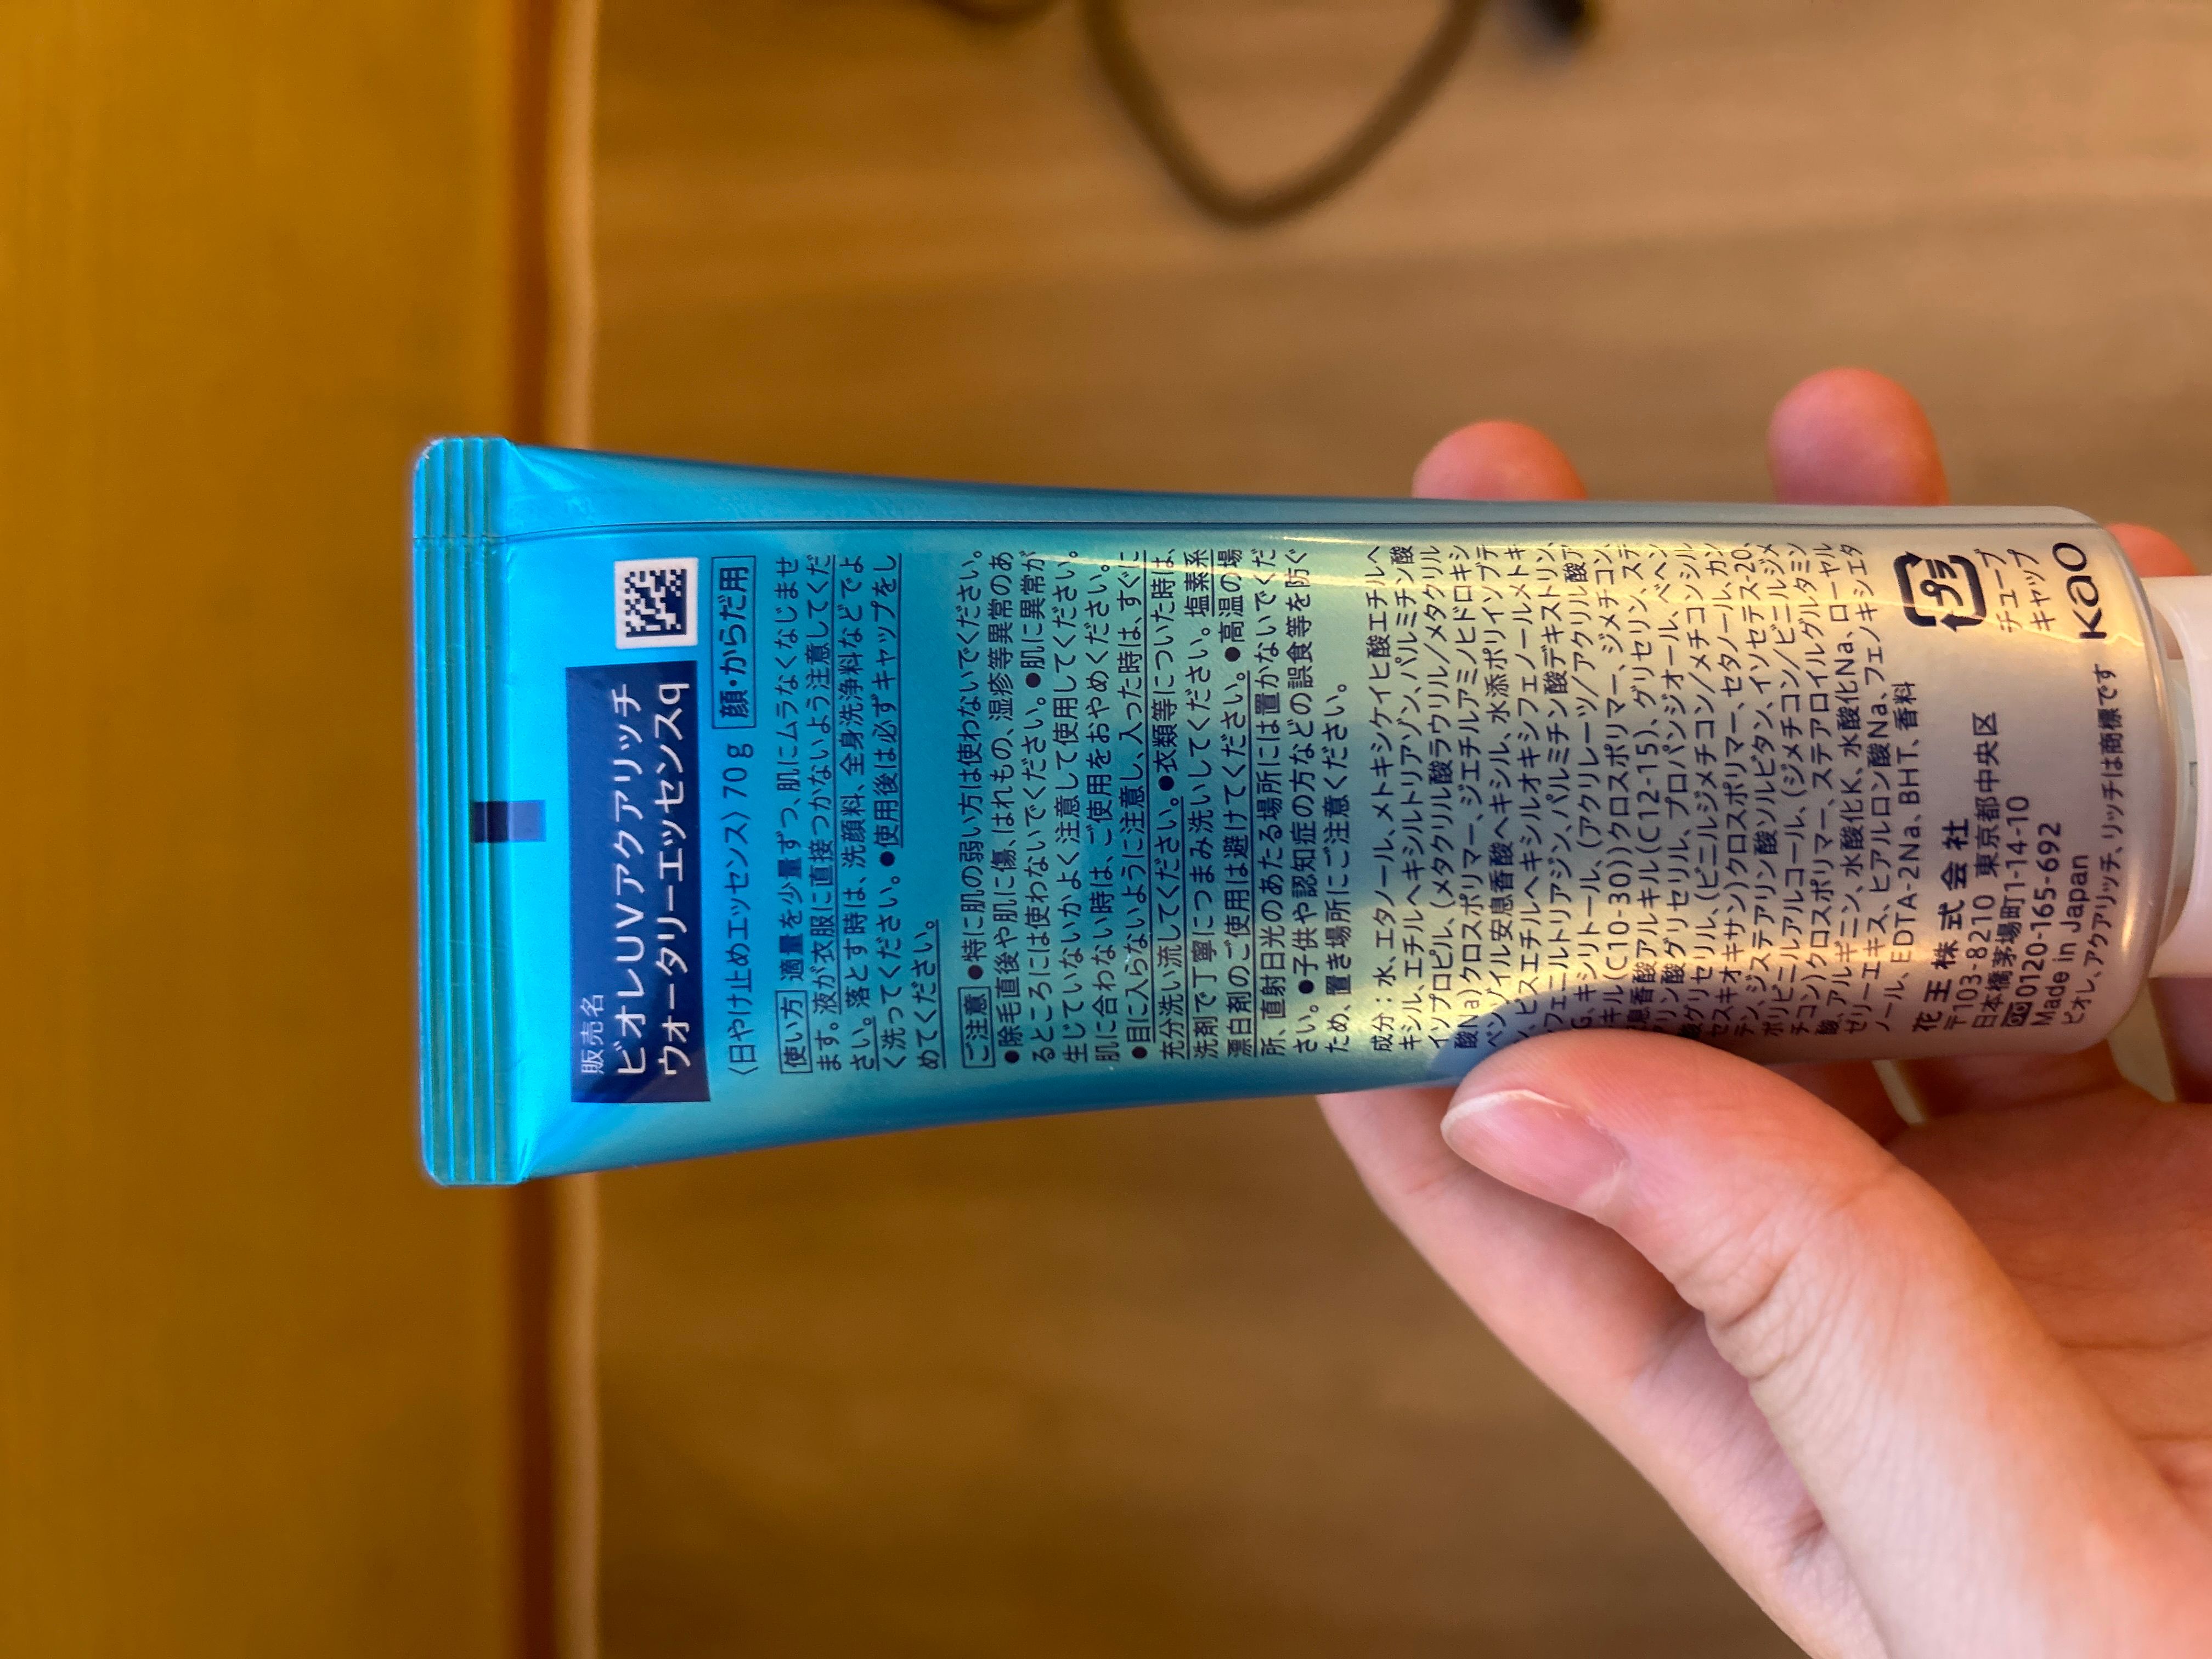 販売名
ビオレUVアクアリッチ
ウォータリーエッセンスq
〈日やけ止めエッセンス〉70g 顔・からだ用
使い方 適量を少量ずつ、肌にムラなくなじませ
ます。液が衣服に直接つかないよう注意してくだ
さい。落とす時は、洗顔料、全身洗浄料などでよ
く洗ってください。●使用後は必ずキャップをし
めてください。
ご注意 ●特に肌の弱い方は使わないでください。
●除毛直後や肌に傷、はれもの、湿疹等異常のあ
るところには使わないでください。●肌に異常が
生じていないかよく注意して使用してください。
肌に合わない時は、ご使用をおやめください。
●目に入らないように注意し、入った時は、すぐに
充分洗い流してください。●衣類等についた時は、
洗剤で丁寧につまみ洗いしてください。塩素系
漂白剤のご使用は避けてください。●高温の場
所、直射日光のあたる場所には置かないでくだ
さい。●子供や認知症の方などの誤食等を防ぐ
ため、置き場所にご注意ください。
成分：水、エタノール、メトキシケイヒ酸エチルヘ
キシル、エチルヘキシルトリアゾン、パルミチン酸
イソプロピル、(メタクリル酸ラウリル/メタクリル
酸Na)クロスポリマー、ジエチルアミノヒドロキシ
ベンゾイル安息香酸ヘキシル、水添ポリイソブテ
ン、ビスエチルヘキシルオキシフェノールメトキ
フェニルトリアジン、パルミチン酸デキストリン、
G、キシリトール、(アクリレーツ/アクリル酸ア
キル(C10-30))クロスポリマー、ジメチコン、
息香酸アルキル(C12-15)、グリセリン、ステ
リン酸グリセリル、プロパンジオール、ベヘン
酸グリセリル、(ビニルジメチコン/メチコンシル
セスキオキサン)クロスポリマー、セタノール、カン
テン、ジステアリン酸ソルビタン、イソセテス-20、
ポリビニルアルコール、(ジメチコン/ビニルジメ
チコン)クロスポリマー、ステアロイルグルタミン
酸、アルギニン、水酸化K、水酸化Na、ローヤル
ゼリーエキス、ヒアルロン酸Na、フェノキシエタ
ノール、EDTA-2Na、BHT、香料
花王株式会社
〒103-8210 東京都中央区
日本橋茅場町1-14-10
0120-165-692
Made in Japan
ビオレ、アクアリッチ、リッチは商標です
プラ
チューブ
キャップ
Kao